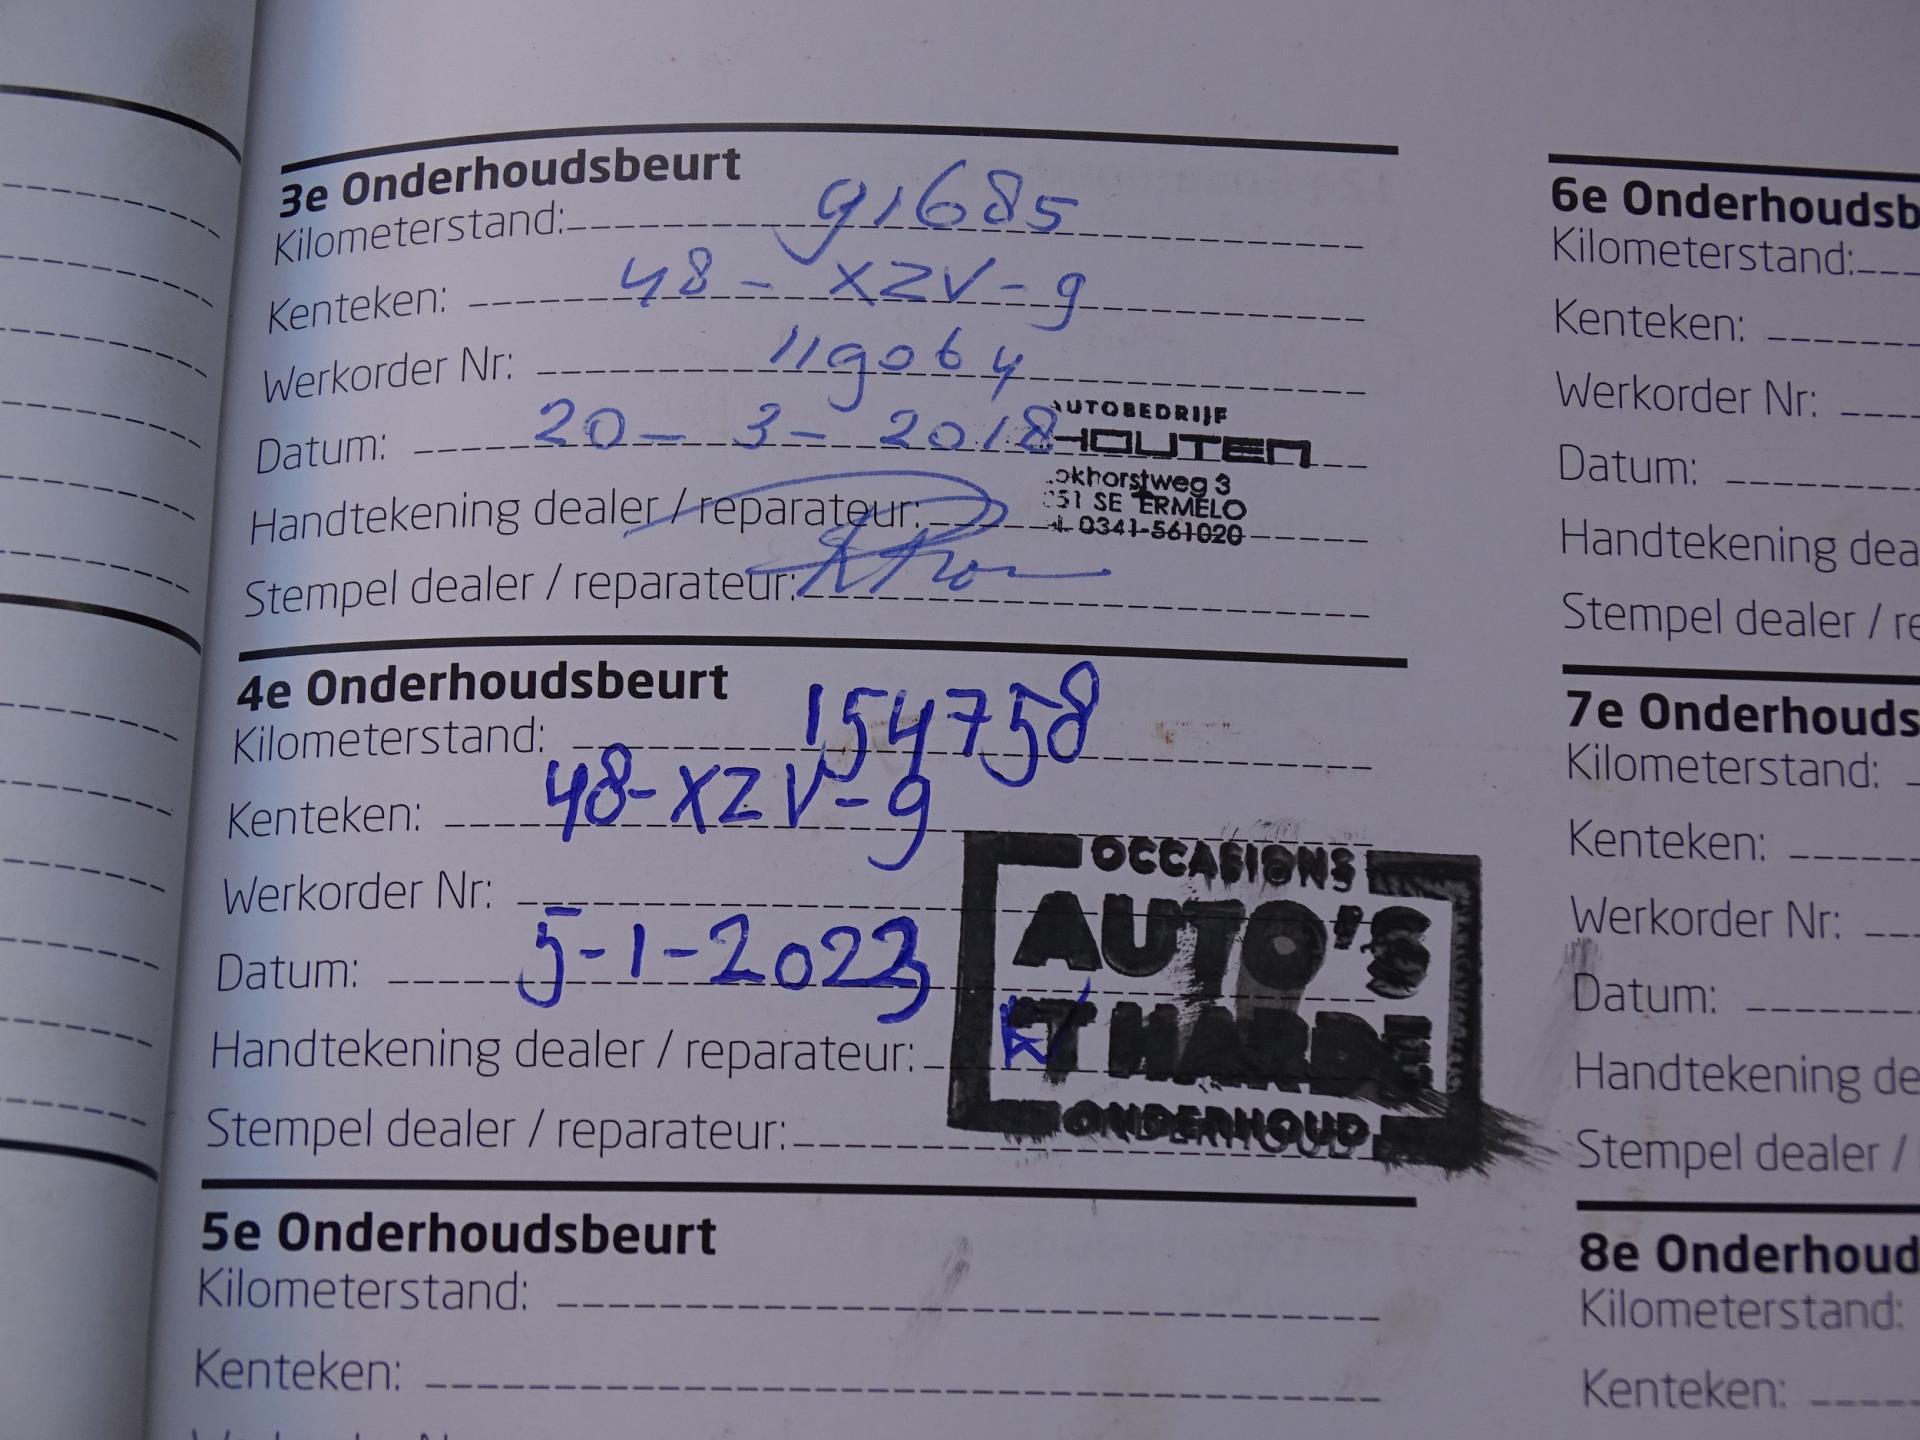 3e Onderhoudsbeurt
Kilometerstand: 91685
Kenteken: 48 - XZV - 9
Werkorder Nr: 119064
Datum: 20 - 3 - 2018
AUTOBEDRIJF
HOUTEN
okhorstweg 3
51 SE ERMELO
0341-561020
Handtekening dealer / reparateur:
Stempel dealer / reparateur:
4e Onderhoudsbeurt
Kilometerstand: 154758
Kenteken: 48-XZV-9
Werkorder Nr:
Datum: 5-1-2023
Handtekening dealer / reparateur:
Stempel dealer / reparateur:
OCCASIONS
AUTO'S
'T HARDE
ONDERHOUD
5e Onderhoudsbeurt
Kilometerstand:
Kenteken:
6e Onderhoudsb
Kilometerstand:
Kenteken:
Werkorder Nr:
Datum:
Handtekening dea
Stempel dealer / re
7e Onderhouds
Kilometerstand:
Kenteken:
Werkorder Nr:
Datum:
Handtekening de
Stempel dealer /
8e Onderhoud
Kilometerstand:
Kenteken: